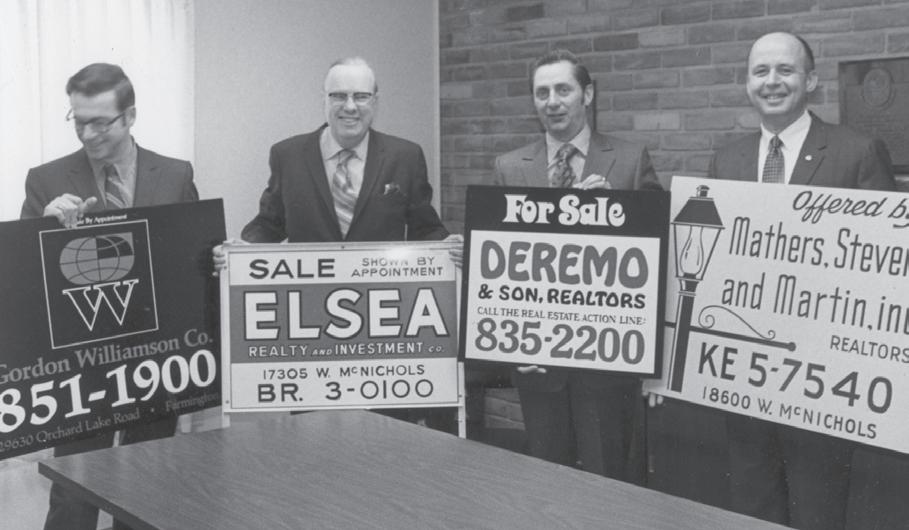 By Appointment
W
Gordon Williamson Co.
851-1900
29630 Orchard Lake Road • Farmington
SALE SHOWN BY
APPOINTMENT
ELSEA
REALTY AND INVESTMENT CO.
17305 W. McNICHOLS
BR. 3-0100
For Sale
DEREMO
& SON, REALTORS
CALL THE REAL ESTATE ACTION LINE:
835-2200
Offered by
Mathers, Steven
and Martin, inc
REALTORS
KE 5-7540
18600 W. McNICHOLS